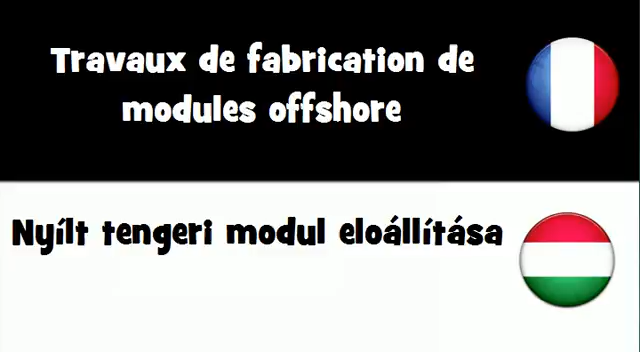 Travaux de fabrication de
modules offshore
Nyílt tengeri modul eloállítása